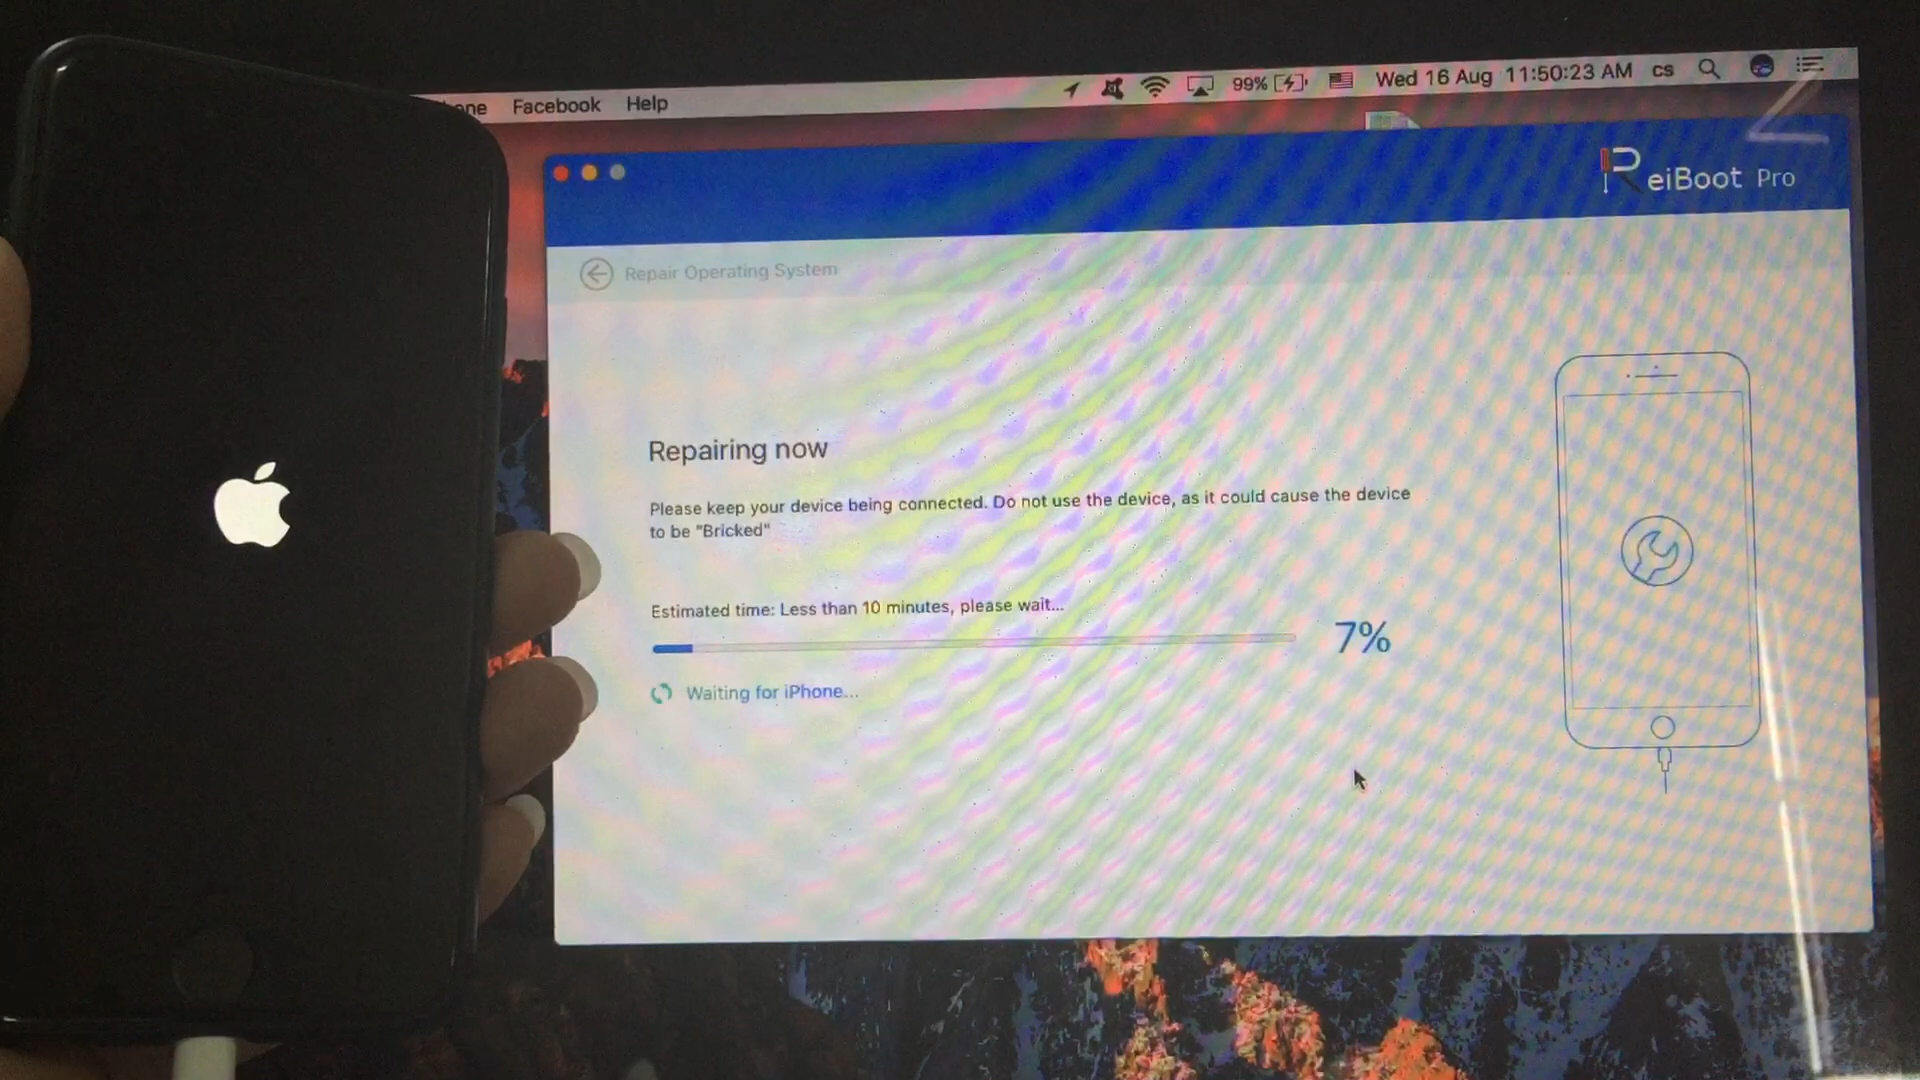 Facebook Help 99% Wed 16 Aug 11:50:23 AM cs
ReiBoot Pro
Repair Operating System
Repairing now
Please keep your device being connected. Do not use the device, as it could cause the device
to be "Bricked"
Estimated time: Less than 10 minutes, please wait...
7%
Waiting for iPhone...